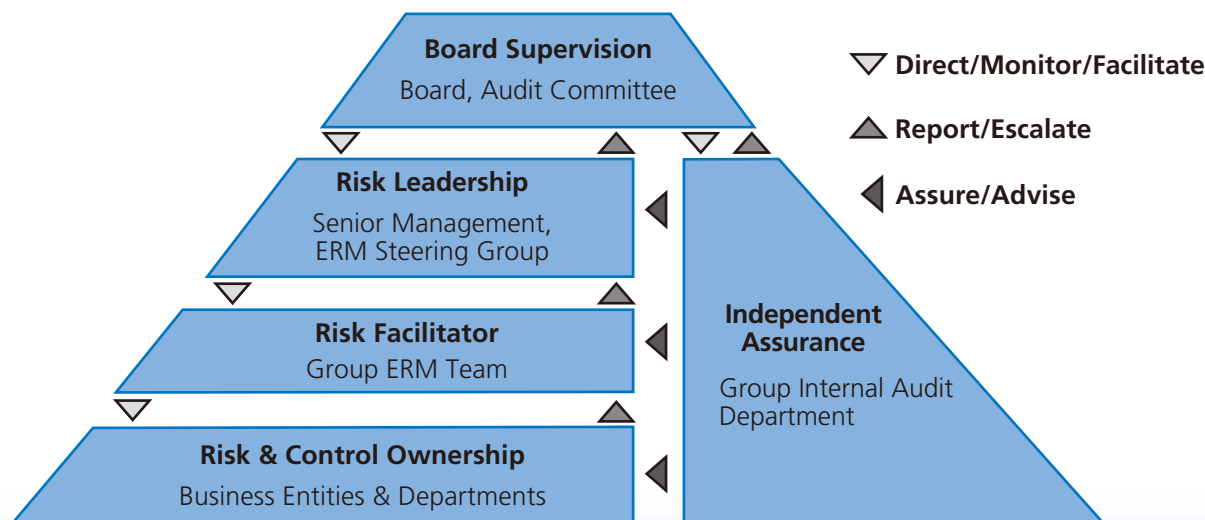 Board Supervision
Board, Audit Committee
Direct/Monitor/Facilitate
Report/Escalate
Assure/Advise
Risk Leadership
Senior Management,
ERM Steering Group
Risk Facilitator
Group ERM Team
Risk & Control Ownership
Business Entities & Departments
Independent
Assurance
Group Internal Audit
Department